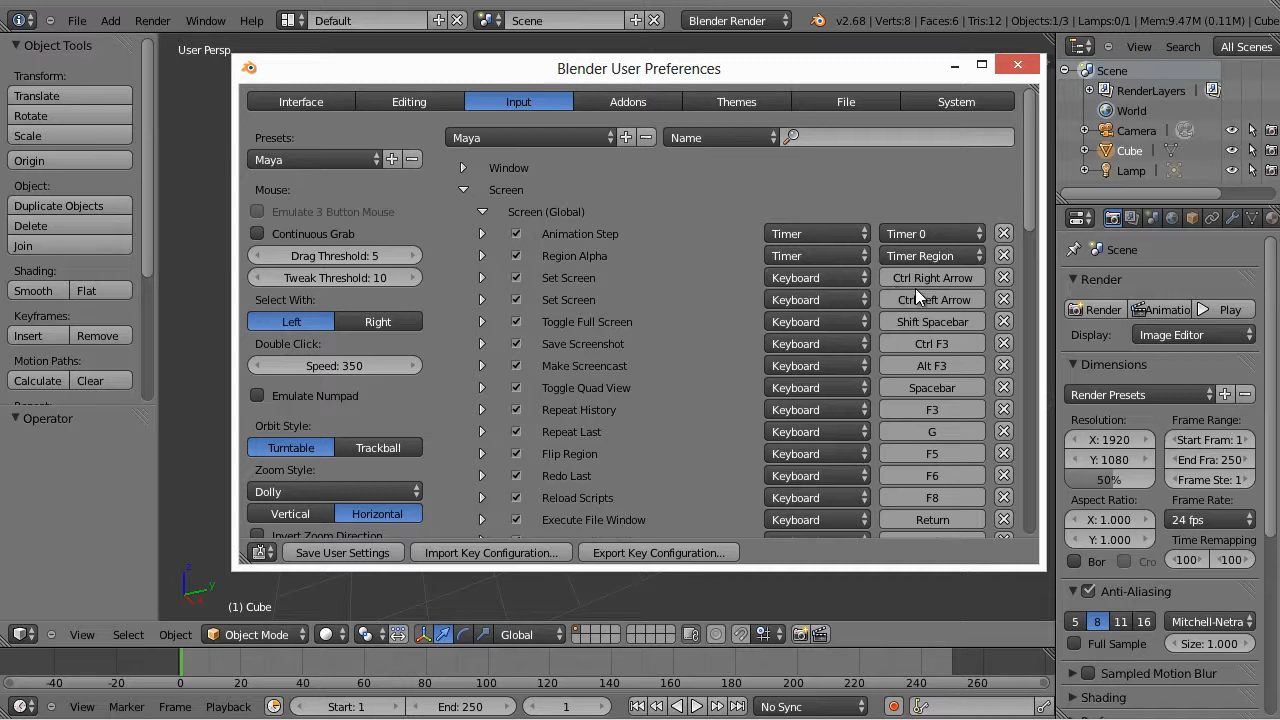 File Add Render Window Help Default Scene Blender Render v2.68 | Verts:8 | Faces:6 | Tris:12 | Objects:1/3 | Lamps:0/1 | Mem:9.47M (0.11M) | Cube
Object Tools
Transform:
Translate
Rotate
Scale
Origin
Object:
Duplicate Objects
Delete
Join
Shading:
Smooth Flat
Keyframes:
Insert Remove
Motion Paths:
Calculate Clear
Operator
User Persp
Blender User Preferences
Interface Editing Input Addons Themes File System
Presets:
Maya
Mouse:
Emulate 3 Button Mouse
Continuous Grab
Drag Threshold: 5
Tweak Threshold: 10
Select With:
Left Right
Double Click:
Speed: 350
Emulate Numpad
Orbit Style:
Turntable Trackball
Zoom Style:
Dolly
Vertical Horizontal
Invert Zoom Direction
Maya Name
Window
Screen
Screen (Global)
Animation Step Timer Timer 0
Region Alpha Timer Timer Region
Set Screen Keyboard Ctrl Right Arrow
Set Screen Keyboard Ctrl Left Arrow
Toggle Full Screen Keyboard Shift Spacebar
Save Screenshot Keyboard Ctrl F3
Make Screencast Keyboard Alt F3
Toggle Quad View Keyboard Spacebar
Repeat History Keyboard F3
Repeat Last Keyboard G
Flip Region Keyboard F5
Redo Last Keyboard F6
Reload Scripts Keyboard F8
Execute File Window Keyboard Return
Save User Settings Import Key Configuration... Export Key Configuration...
z
y
(1) Cube
View Search All Scenes
Scene
RenderLayers
World
Camera
Cube
Lamp
Scene
Render
Render Animatio Play
Display: Image Editor
Dimensions
Render Presets
Resolution: Frame Range:
X: 1920 Start Fram: 1
Y: 1080 End Fra: 250
50% Frame Ste: 1
Aspect Ratio: Frame Rate:
X: 1.000 24 fps
Y: 1.000 Time Remapping
Bor Cro :100 :100
Anti-Aliasing
5 8 11 16 Mitchell-Netra
Full Sample Size: 1.000
Sampled Motion Blur
Shading
View Select Object Object Mode Global
-40 -20 0 20 40 60 80 100 120 140 160 180 200 220 240 260
View Marker Frame Playback Start: 1 End: 250 1 No Sync